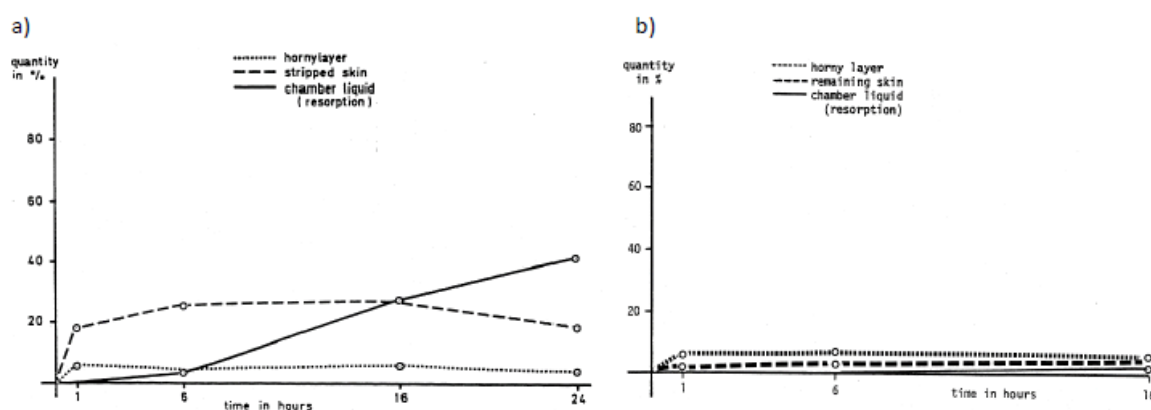 a)
quantity
in %
hornylayer
stripped skin
chamber liquid
( resorption )
80
60
40
20
1
6
16
24
time in hours
b)
quantity
in %
horny layer
remaining skin
chamber liquid
(resorption)
80
60
40
20
1
6
time in hours
16